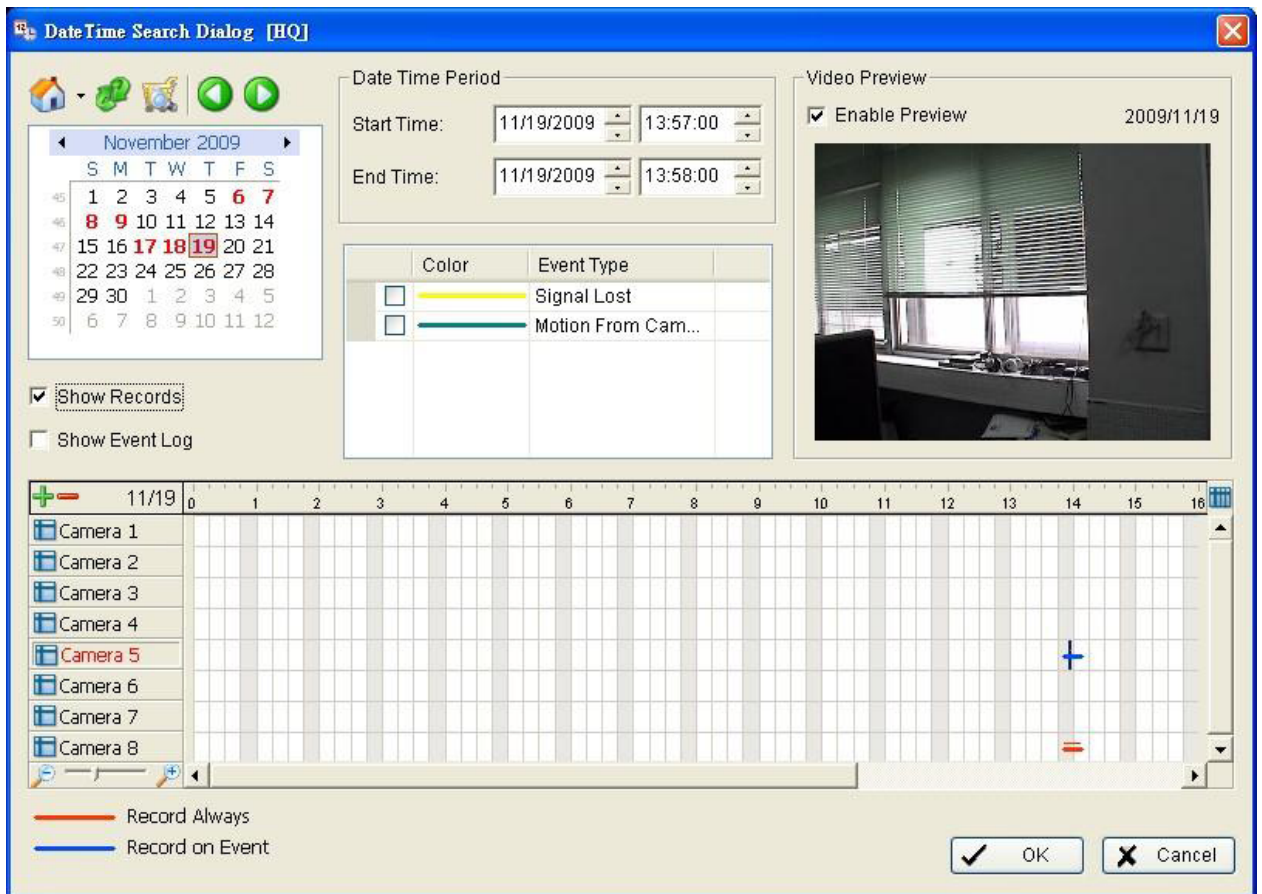 DateTime Search Dialog [HQ]
November 2009
S M T W T F S
45 1 2 3 4 5 6 7
46 8 9 10 11 12 13 14
47 15 16 17 18 19 20 21
48 22 23 24 25 26 27 28
49 29 30 1 2 3 4 5
50 6 7 8 9 10 11 12
Show Records
Show Event Log
Date Time Period
Start Time: 11/19/2009 13:57:00
End Time: 11/19/2009 13:58:00
Color Event Type
Signal Lost
Motion From Cam...
Video Preview
Enable Preview 2009/11/19
11/19 0 1 2 3 4 5 6 7 8 9 10 11 12 13 14 15 16
Camera 1
Camera 2
Camera 3
Camera 4
Camera 5
Camera 6
Camera 7
Camera 8
Record Always
Record on Event
OK Cancel